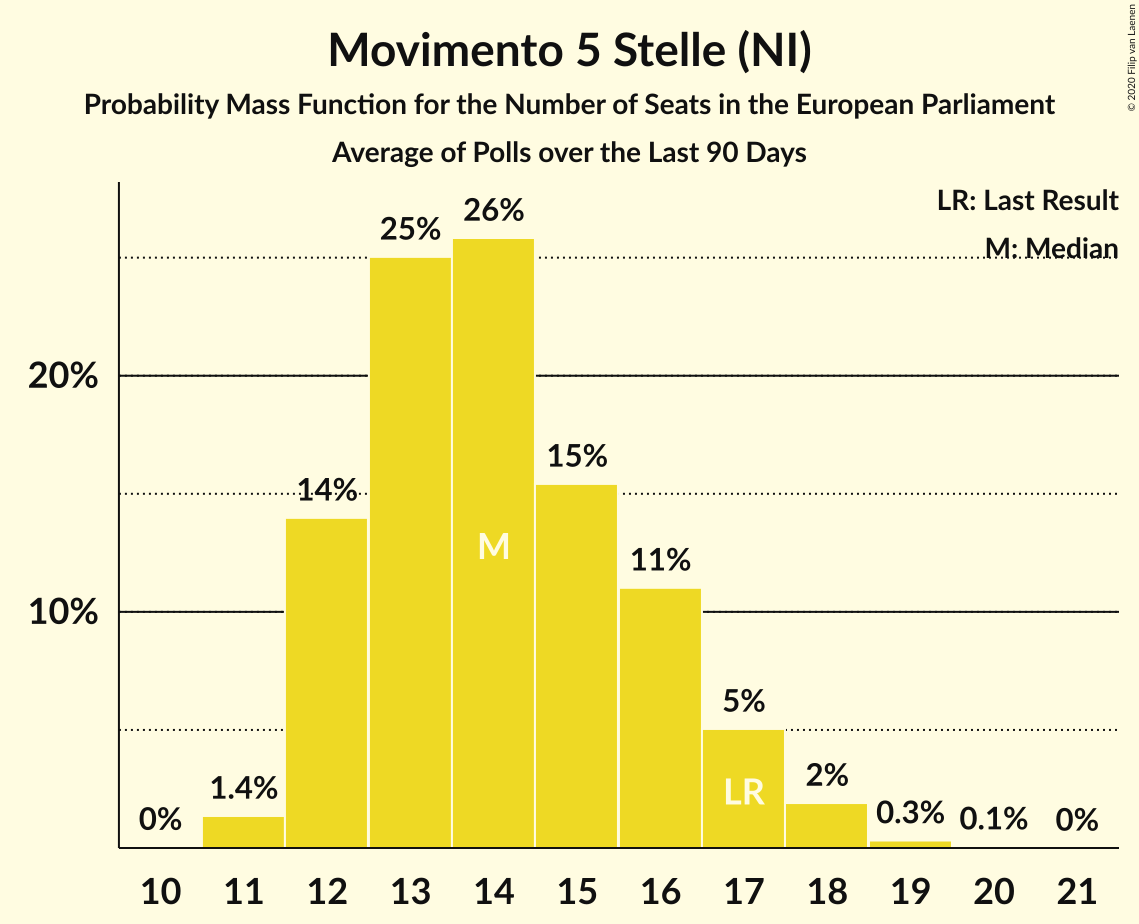 Movimento 5 Stelle (NI)
Probability Mass Function for the Number of Seats in the European Parliament
Average of Polls over the Last 90 Days
© 2020 Filip van Laenen
LR: Last Result
M: Median
20%
10%
0%
1.4%
14%
25%
26%
15%
11%
5%
2%
0.3%
0.1%
0%
M
LR
10 11 12 13 14 15 16 17 18 19 20 21